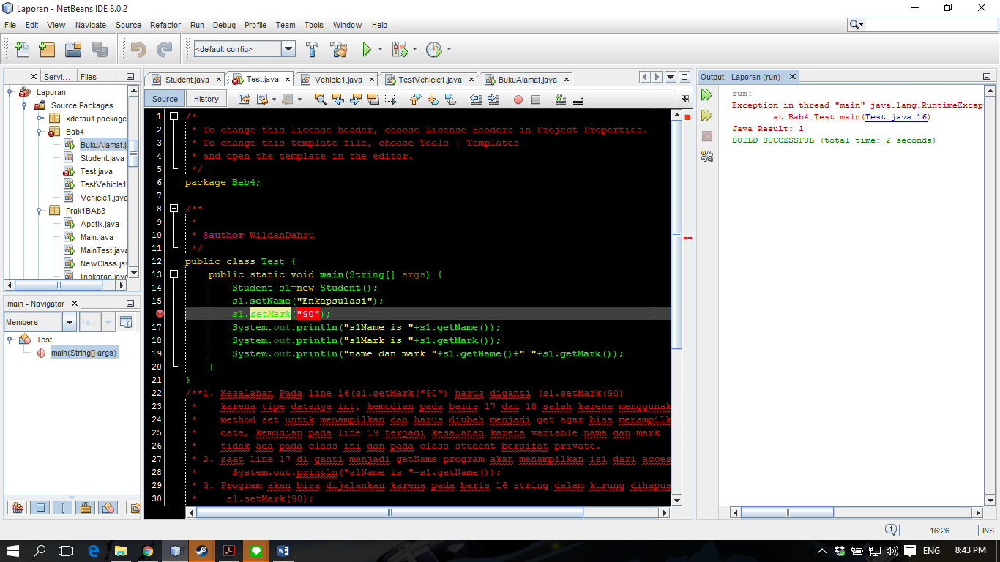 Laporan - NetBeans IDE 8.0.2
File Edit View Navigate Source Refactor Run Debug Profile Team Tools Window Help
<default config>
Servi... Files
Laporan
Source Packages
<default package
Bab4
BukuAlamat.ja
Student.java
Test.java
TestVehicle1
Vehicle1.java
Prak1BAb3
Apotik.java
Main.java
MainTest.java
NewClass.jav
lingkaran.java
main - Navigator
Members
<e...
Test
main(String[] args)
Student.java Test.java Vehicle1.java TestVehicle1.java BukuAlamat.java
Source History
1 /*
2 * To change this license header, choose License Headers in Project Properties.
3 * To change this template file, choose Tools | Templates
4 * and open the template in the editor.
5 */
6 package Bab4;
7
8 /**
9 *
10 * @author WildanDahru
11 */
12 public class Test {
13 public static void main(String[] args) {
14 Student s1=new Student();
15 s1.setName("Enkapsulasi");
s1.setMark("90");
17 System.out.println("s1Name is "+s1.getName());
18 System.out.println("s1Mark is "+s1.getMark());
19 System.out.println("name dan mark "+s1.getName()+" "+s1.getMark());
20 }
21 }
22 /**1. Kesalahan Pada line 16(s1.setMark("90") harus diganti (s1.setMark(90)
23 * karena tipe datanya int, kemudian pada baris 17 dan 18 salah karena menggunak
24 * method set untuk menampilkan dan harus diubah menjadi get agar bisa menampilk
25 * data, kemudian pada line 19 terjadi kesalahan karena variable nama dan mark
26 * tidak ada pada class ini dan pada class student bersifat private.
27 * 2. saat line 17 di ganti menjadi getName program akan menampilkan isi dari acces
28 * System.out.println("s1Name is "+s1.getName());
29 * 3. Program akan bisa dijalankan karena pada baris 16 string dalam kurung dihapus
30 * s1.setMark(90);
Output - Laporan (run)
run:
Exception in thread "main" java.lang.RuntimeExcep
at Bab4.Test.main(Test.java:16)
Java Result: 1
BUILD SUCCESSFUL (total time: 2 seconds)
1
16:26
INS
ENG
8:43 PM